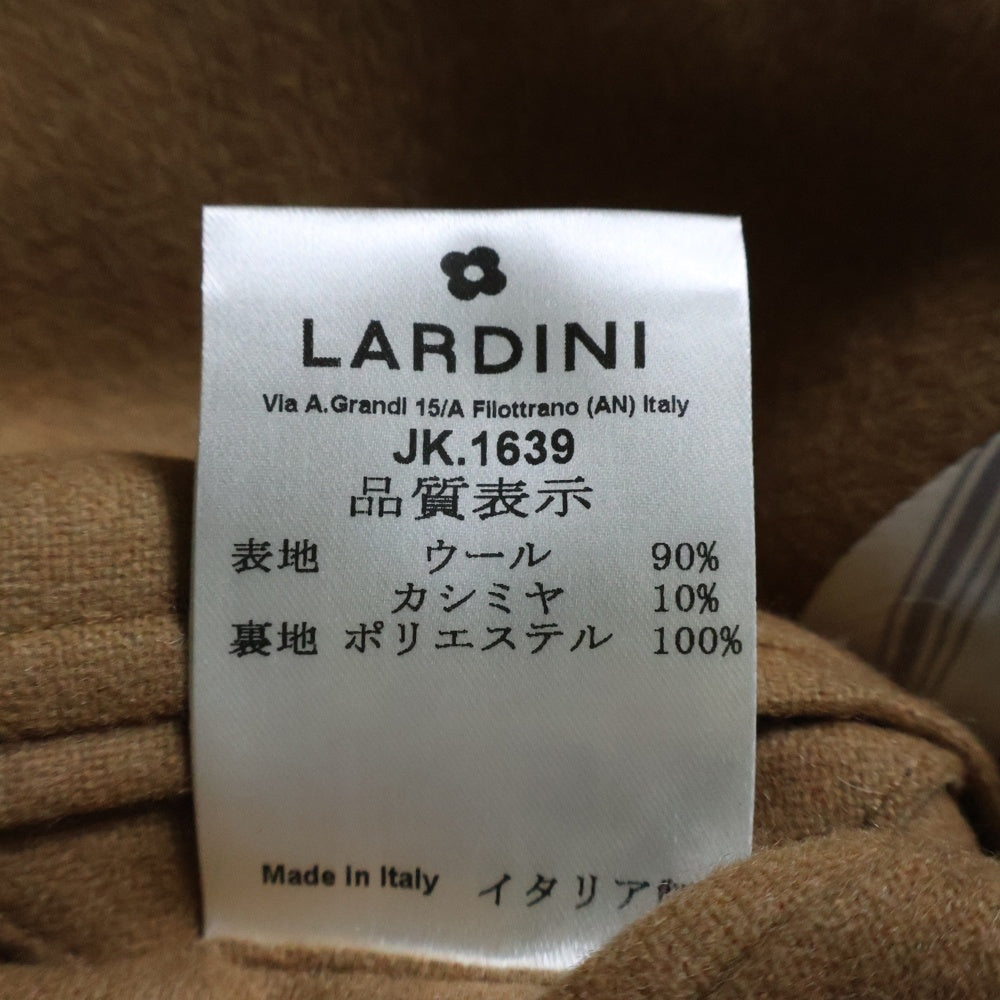 LARDINI
Via A.Grandi 15/A Filottrano (AN) Italy
JK.1639
品質表示
表地 ウール 90%
カシミヤ 10%
裏地 ポリエステル 100%
Made in Italy イタリア